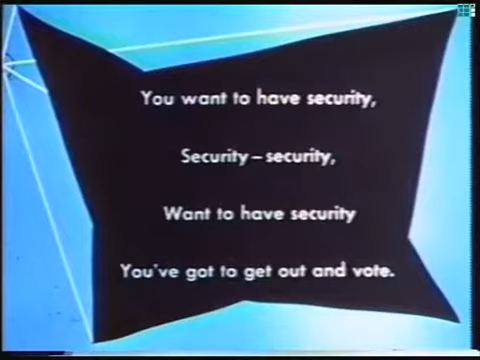 You want to have security,
Security–security,
Want to have security
You've got to get out and vote.